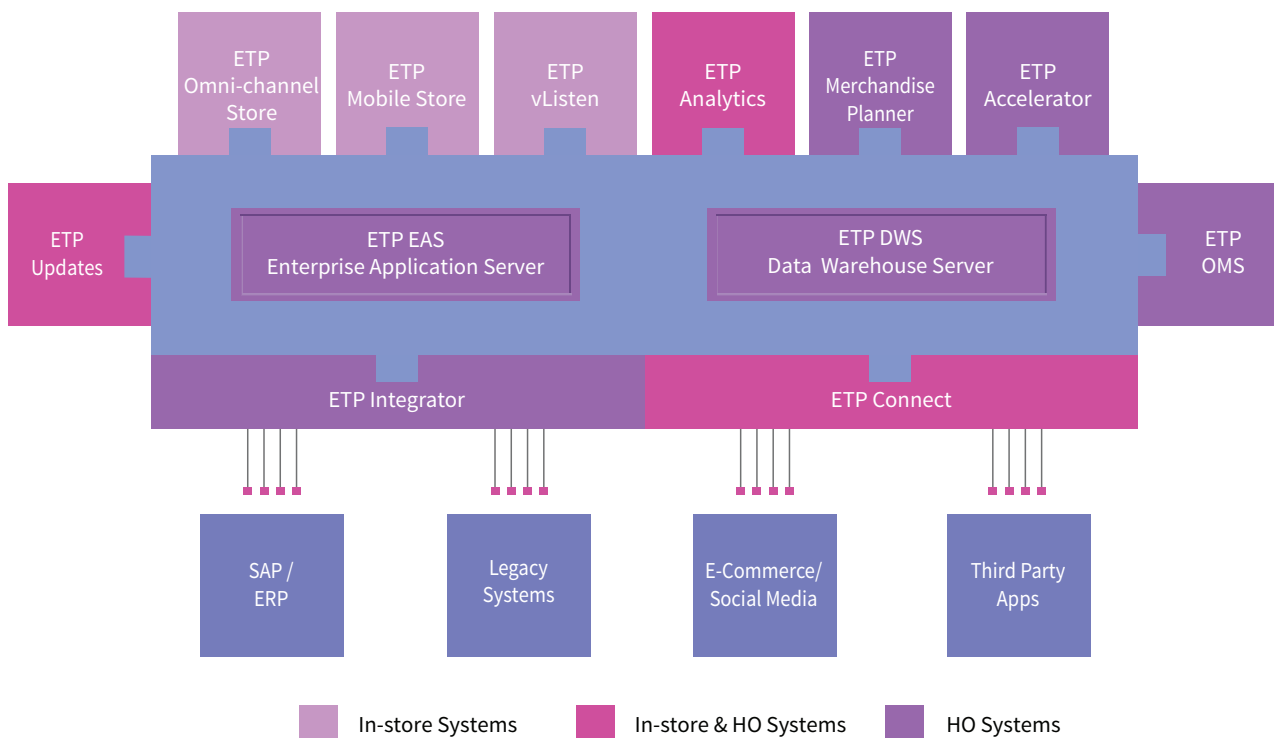 ETP
Omni-channel
Store
ETP
Mobile Store
ETP
vListen
ETP
Analytics
ETP
Merchandise
Planner
ETP
Accelerator
ETP
Updates
ETP EAS
Enterprise Application Server
ETP DWS
Data Warehouse Server
ETP
OMS
ETP Integrator
ETP Connect
SAP /
ERP
Legacy
Systems
E-Commerce/
Social Media
Third Party
Apps
In-store Systems
In-store & HO Systems
HO Systems